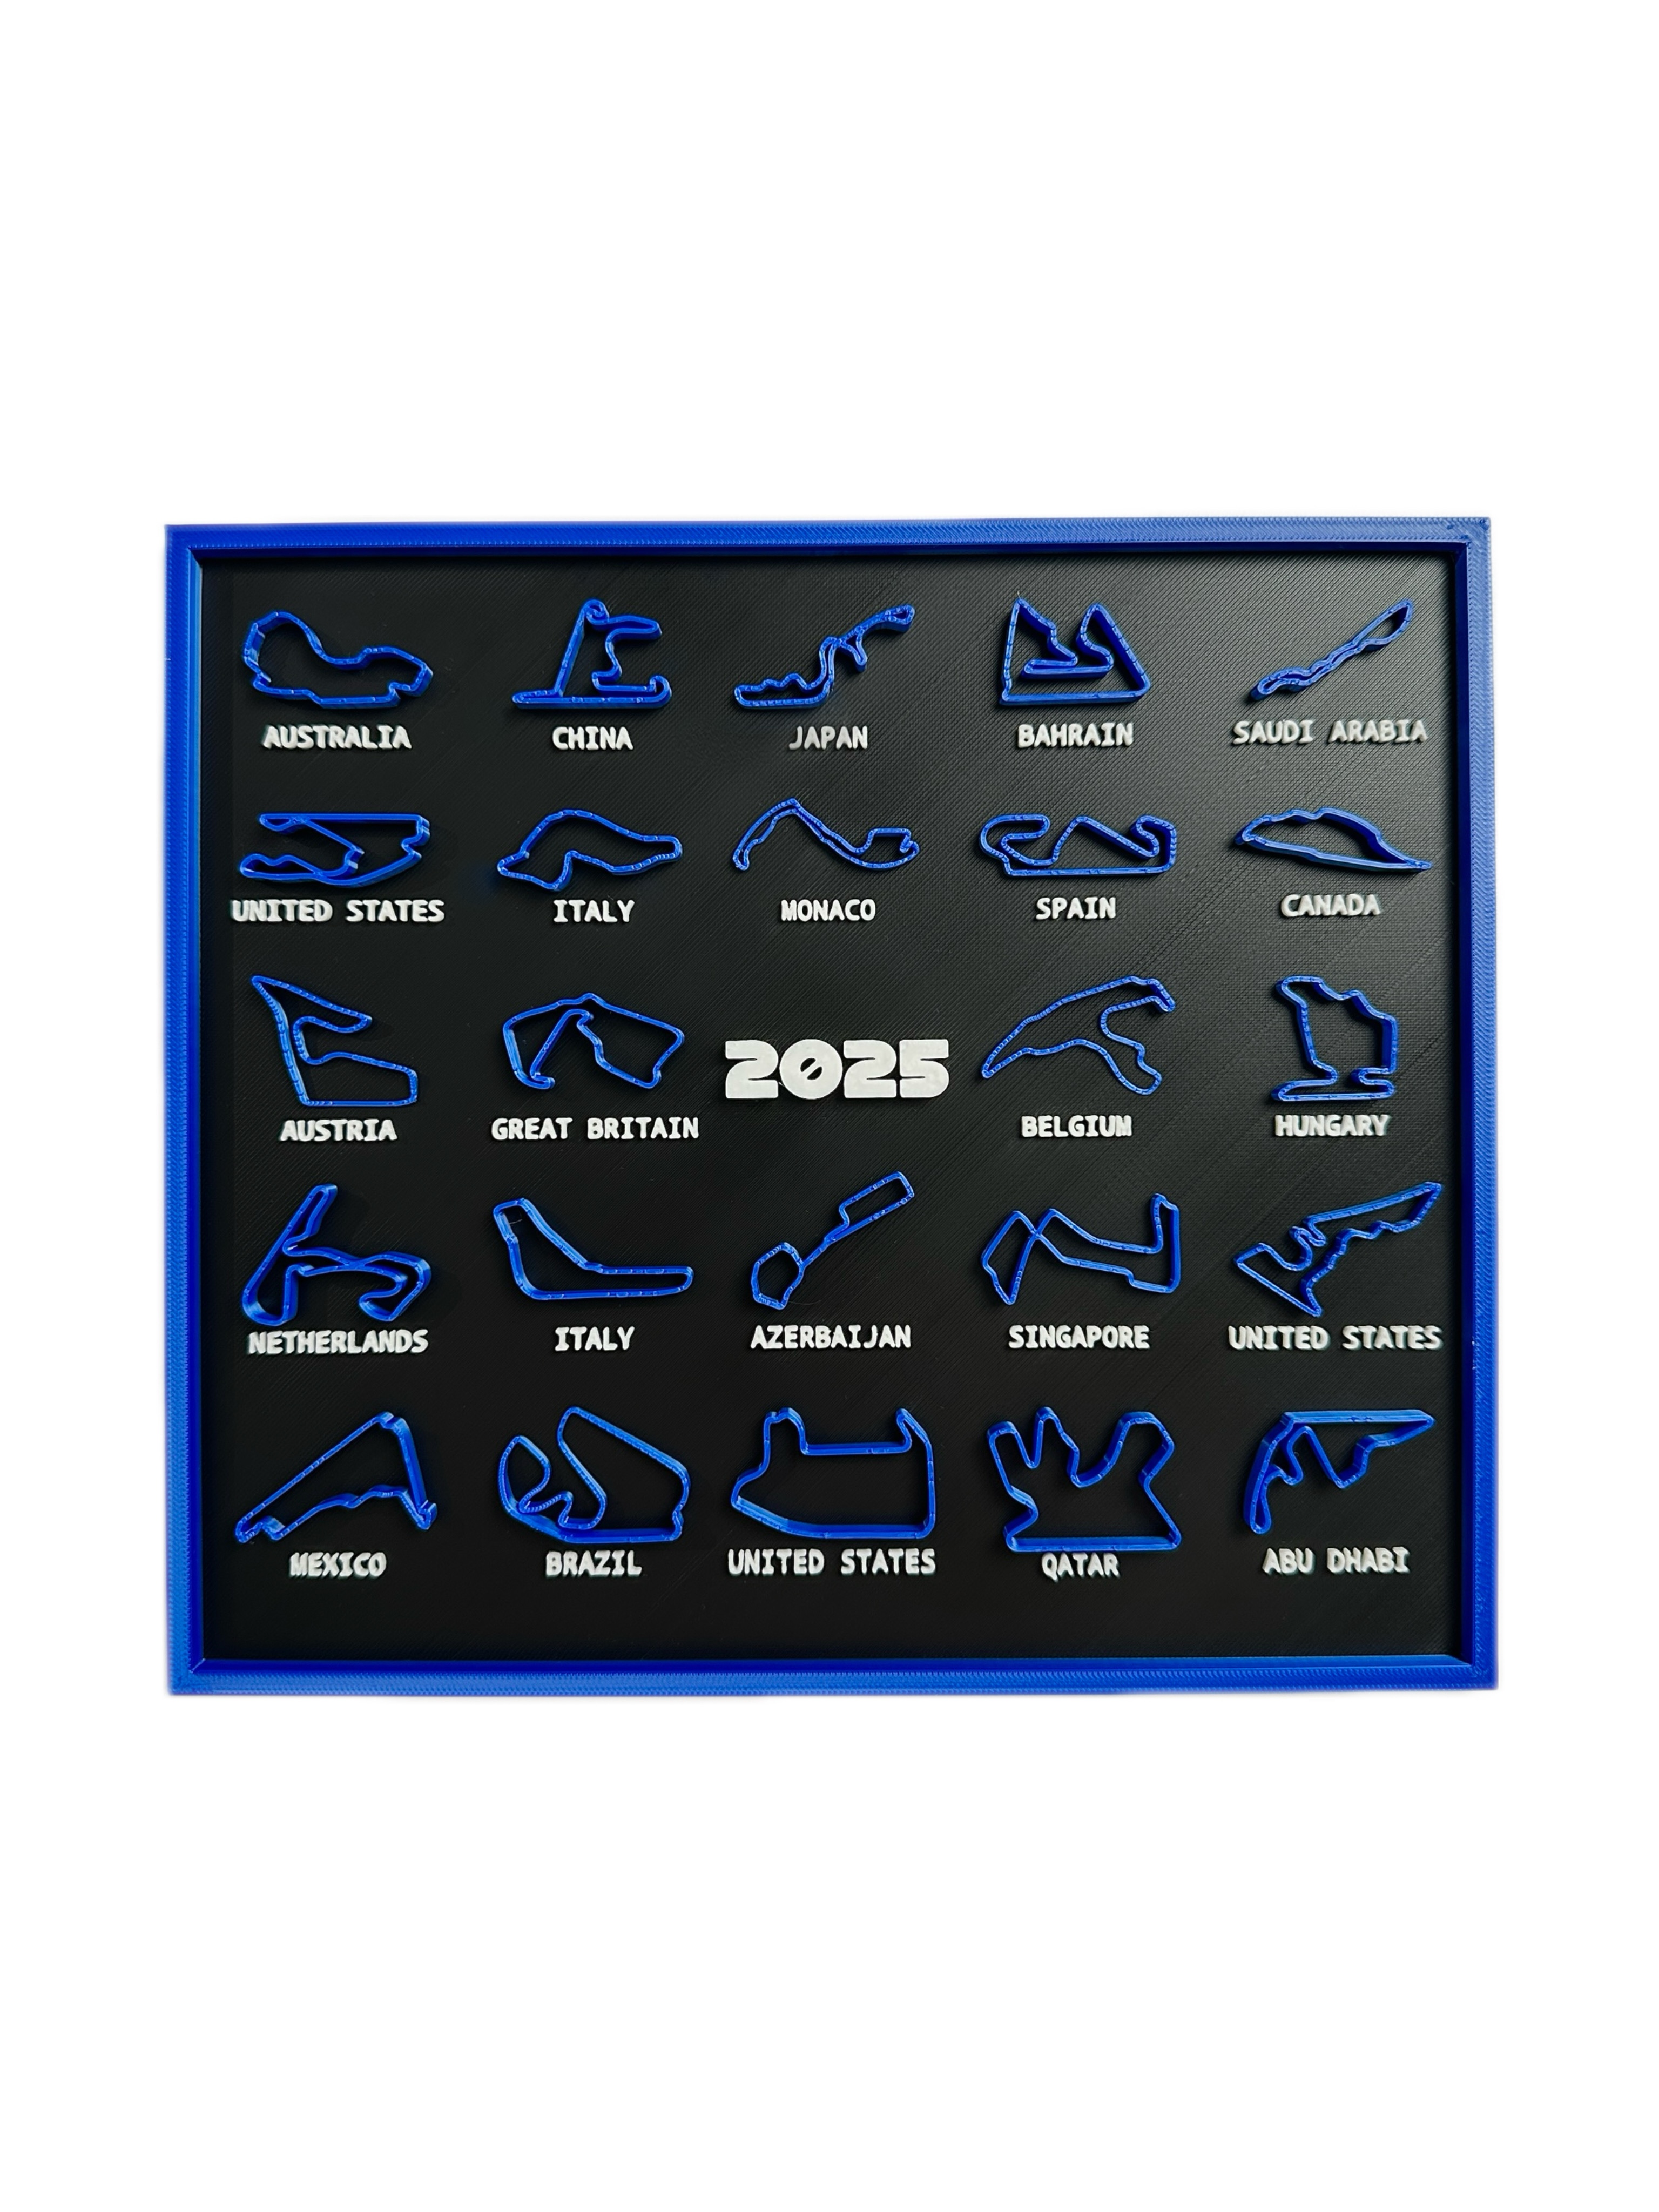 AUSTRALIA CHINA JAPAN BAHRAIN SAUDI ARABIA
UNITED STATES ITALY MONACO SPAIN CANADA
2025
AUSTRIA GREAT BRITAIN BELGIUM HUNGARY
NETHERLANDS ITALY AZERBAIJAN SINGAPORE UNITED STATES
MEXICO BRAZIL UNITED STATES QATAR ABU DHABI